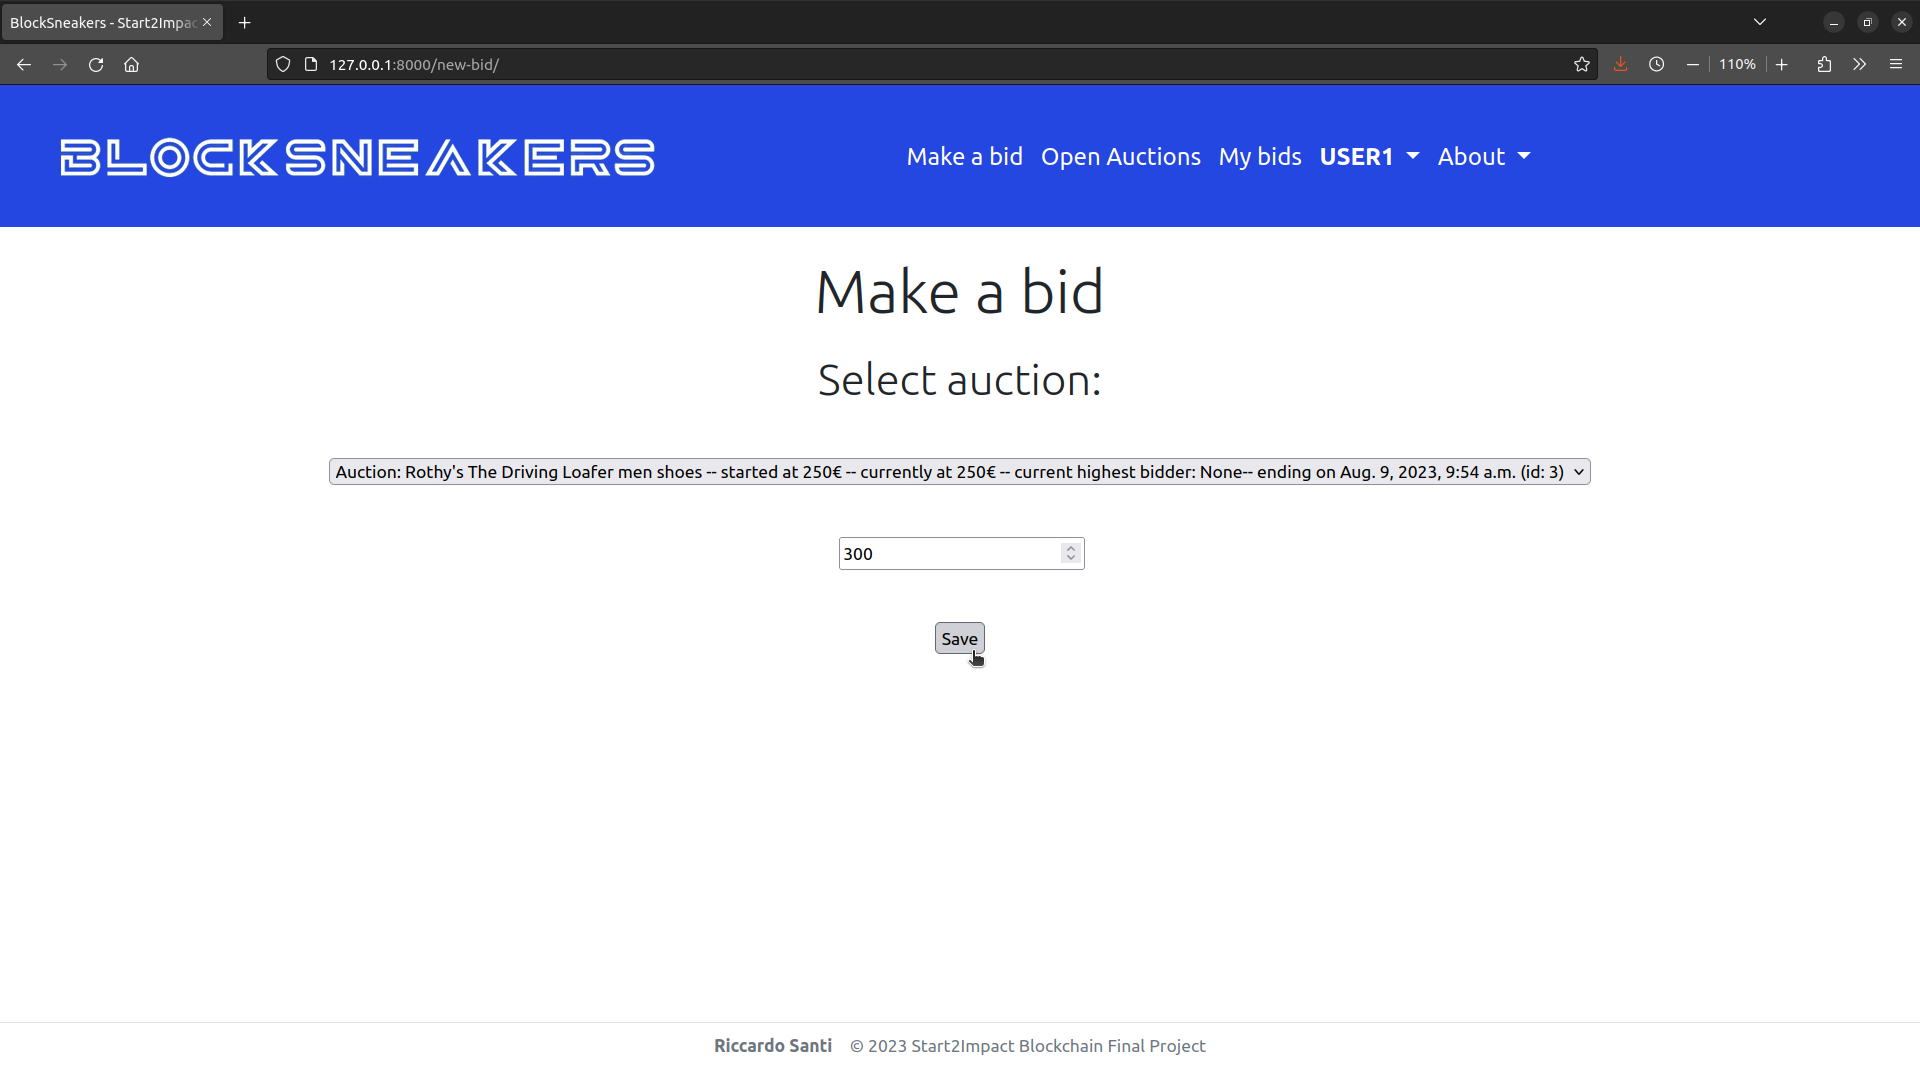 BlockSneakers - Start2Impac
127.0.0.1:8000/new-bid/
110%
BLOCKSNEAKERS
Make a bid Open Auctions My bids USER1 About
Make a bid
Select auction:
Auction: Rothy's The Driving Loafer men shoes -- started at 250€ -- currently at 250€ -- current highest bidder: None-- ending on Aug. 9, 2023, 9:54 a.m. (id: 3)
300
Save
Riccardo Santi © 2023 Start2Impact Blockchain Final Project